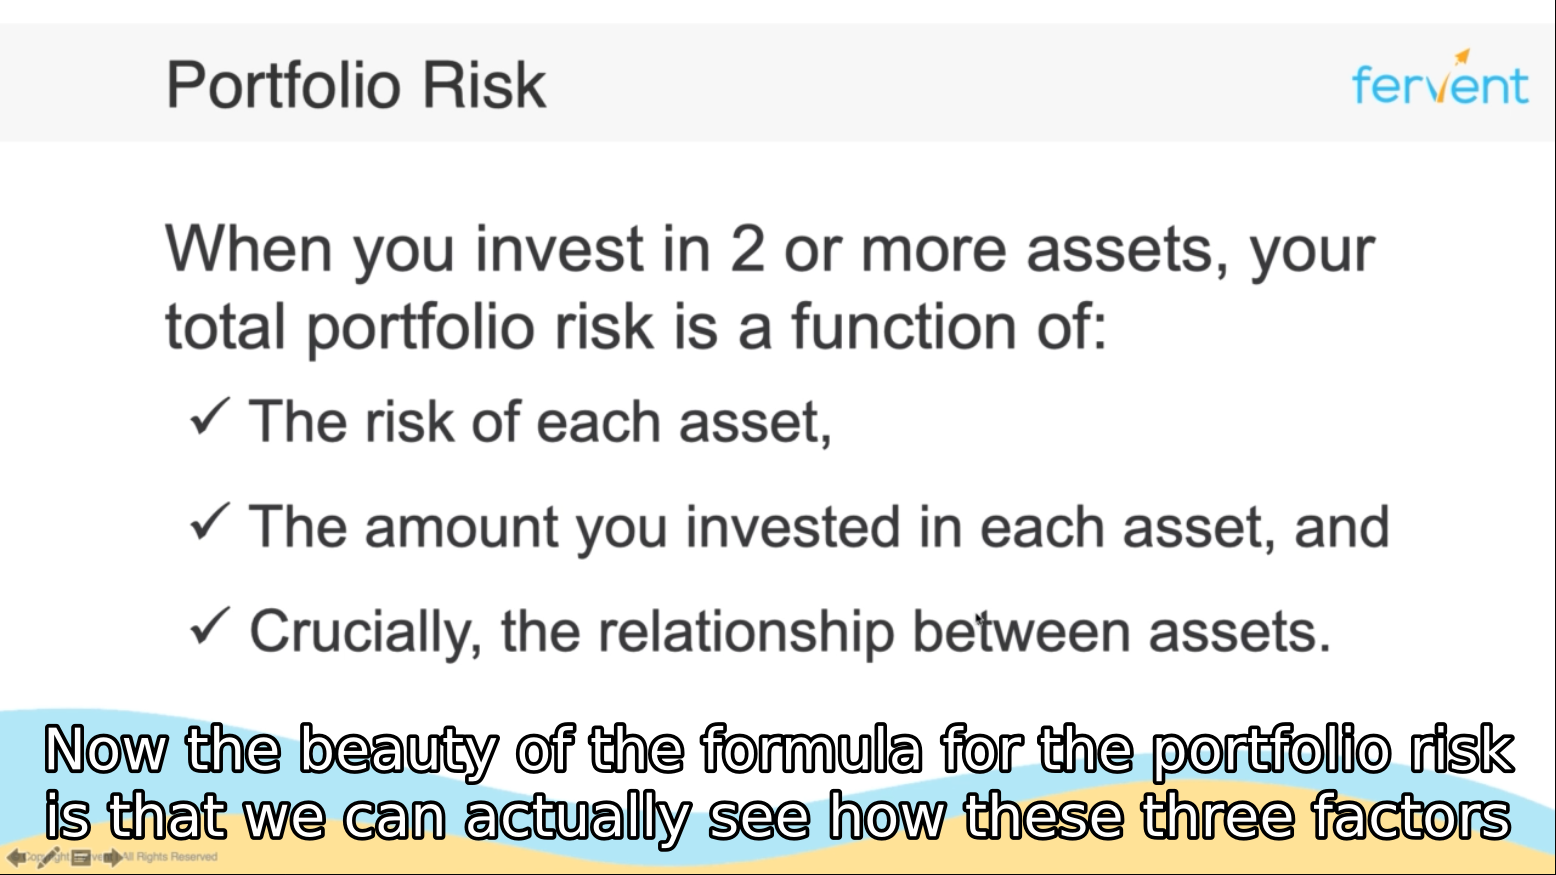 Portfolio Risk
fervent
When you invest in 2 or more assets, your
total portfolio risk is a function of:
✓ The risk of each asset,
✓ The amount you invested in each asset, and
✓ Crucially, the relationship between assets.
Now the beauty of the formula for the portfolio risk
is that we can actually see how these three factors
All Rights Reserved